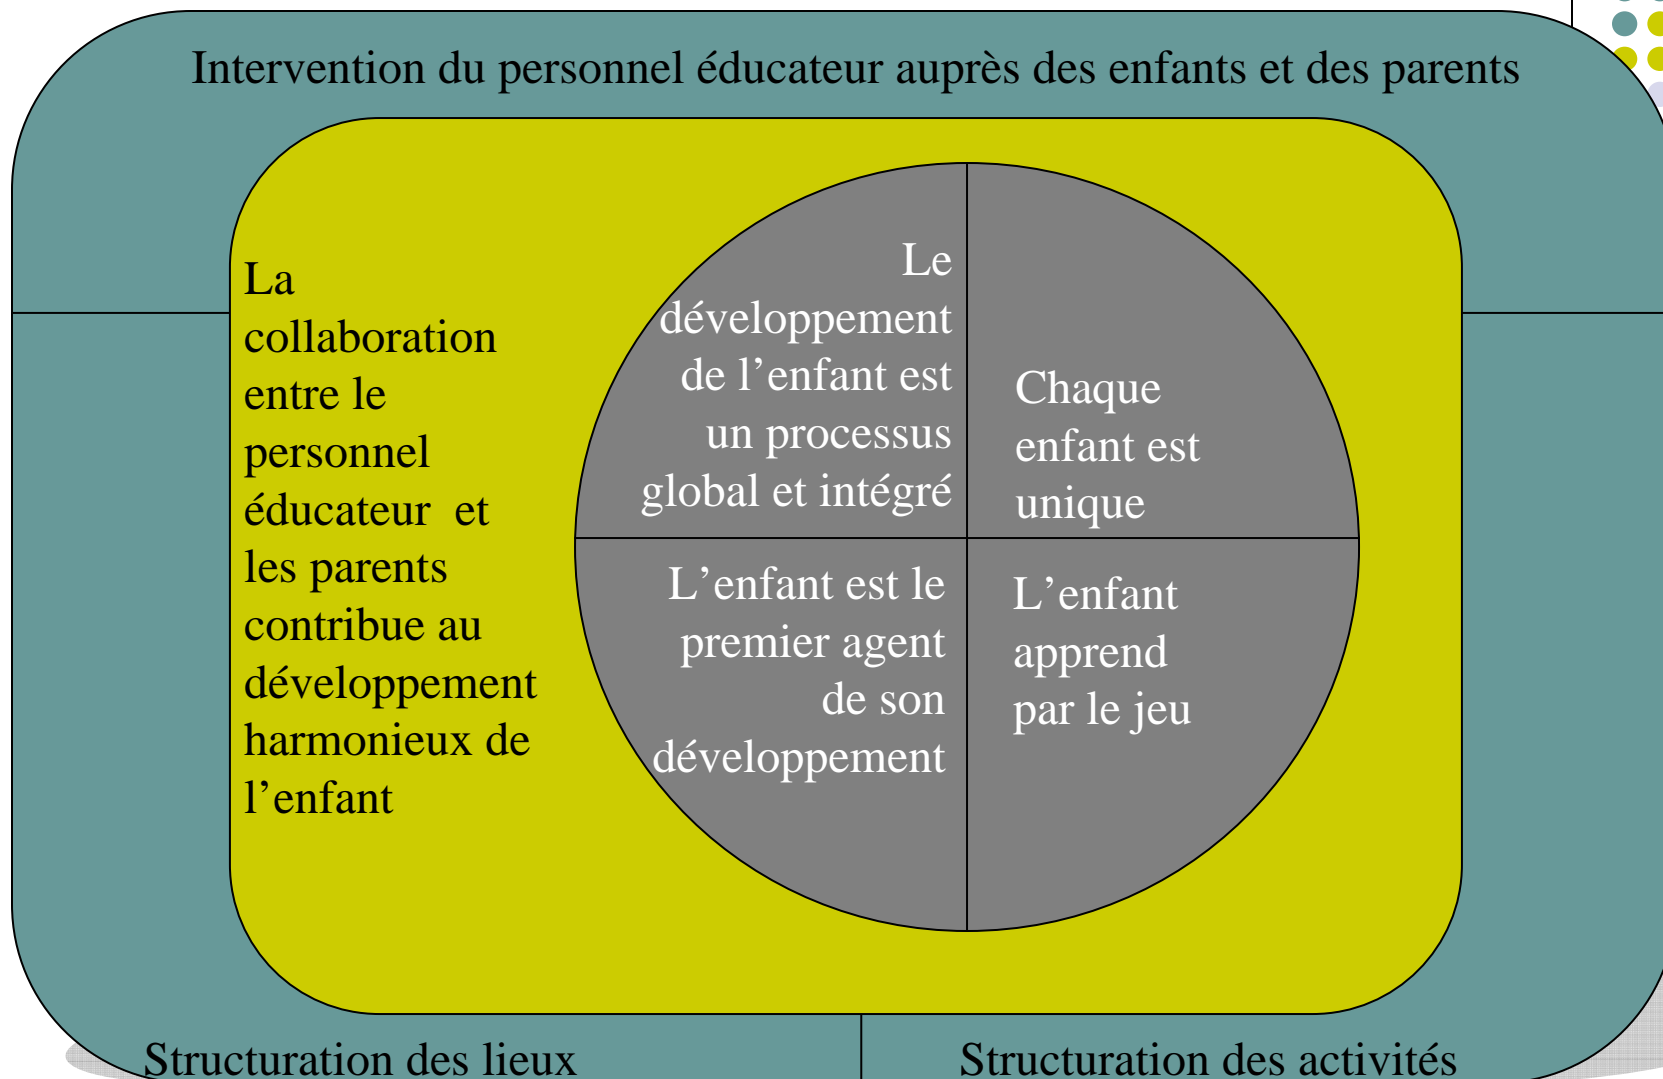 Intervention du personnel éducateur auprès des enfants et des parents
La
collaboration
entre le
personnel
éducateur et
les parents
contribue au
développement
harmonieux de
l’enfant
Le
développement
de l’enfant est
un processus
global et intégré
Chaque
enfant est
unique
L’enfant est le
premier agent
de son
développement
L’enfant
apprend
par le jeu
Structuration des lieux
Structuration des activités